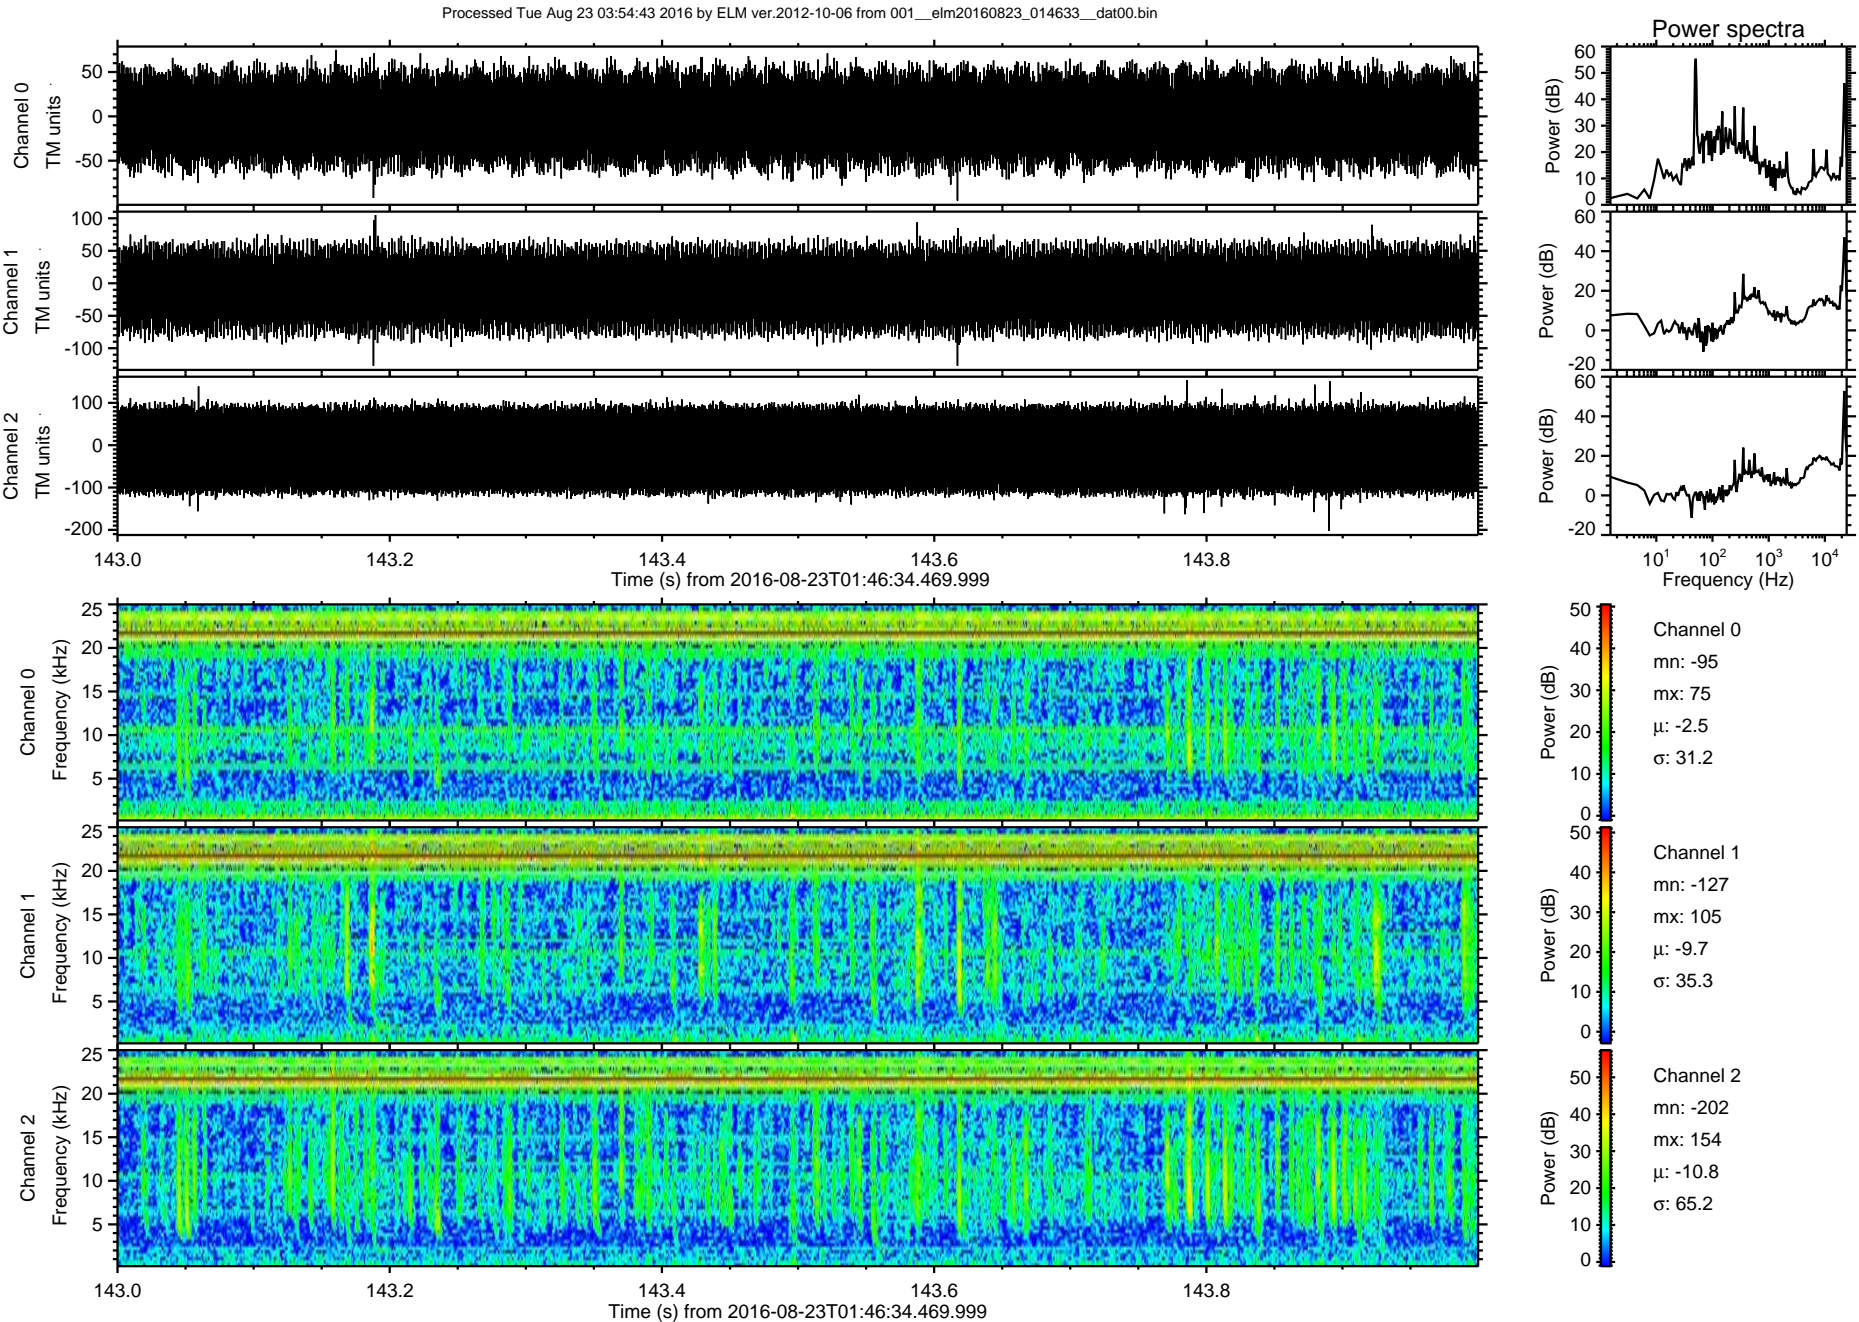 Processed Tue Aug 23 03:54:43 2016 by ELM ver.2012-10-06 from 001__elm20160823_014633__dat00.bin
Power spectra
Channel 0
TM units
50
0
-50
Power (dB)
60
50
40
30
20
10
0
Channel 1
TM units
100
50
0
-50
-100
Power (dB)
60
40
20
0
-20
Channel 2
TM units
100
0
-100
-200
Power (dB)
60
40
20
0
-20
143.0 143.2 143.4 143.6 143.8
Time (s) from 2016-08-23T01:46:34.469.999
10^1 10^2 10^3 10^4
Frequency (Hz)
Channel 0
Frequency (kHz)
25
20
15
10
5
Power (dB)
50
40
30
20
10
0
Channel 0
mn: -95
mx: 75
μ: -2.5
σ: 31.2
Channel 1
Frequency (kHz)
25
20
15
10
5
Power (dB)
50
40
30
20
10
0
Channel 1
mn: -127
mx: 105
μ: -9.7
σ: 35.3
Channel 2
Frequency (kHz)
25
20
15
10
5
Power (dB)
50
40
30
20
10
0
Channel 2
mn: -202
mx: 154
μ: -10.8
σ: 65.2
143.0 143.2 143.4 143.6 143.8
Time (s) from 2016-08-23T01:46:34.469.999